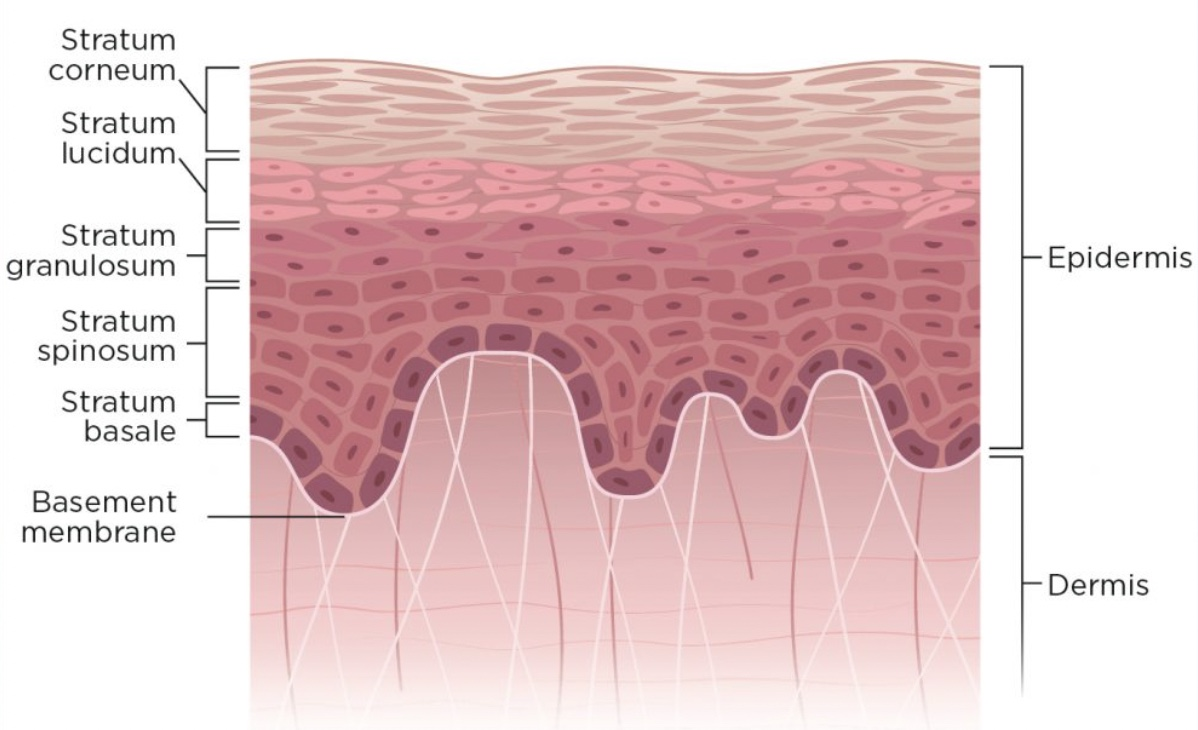 Stratum
corneum
Stratum
lucidum
Stratum
granulosum
Stratum
spinosum
Stratum
basale
Basement
membrane
Epidermis
Dermis